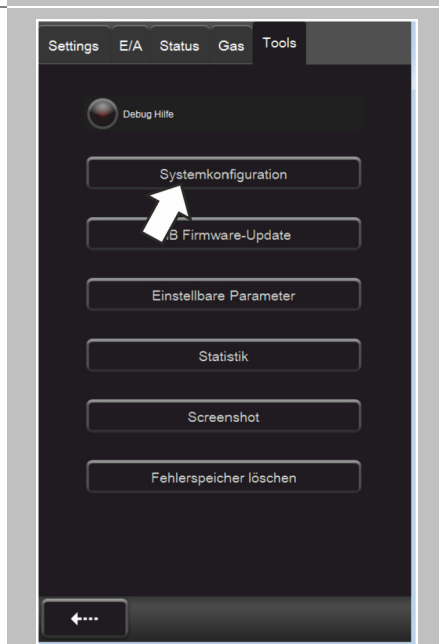 Settings E/A Status Gas Tools
Debug Hilfe
Systemkonfiguration
B Firmware-Update
Einstellbare Parameter
Statistik
Screenshot
Fehlerspeicher löschen